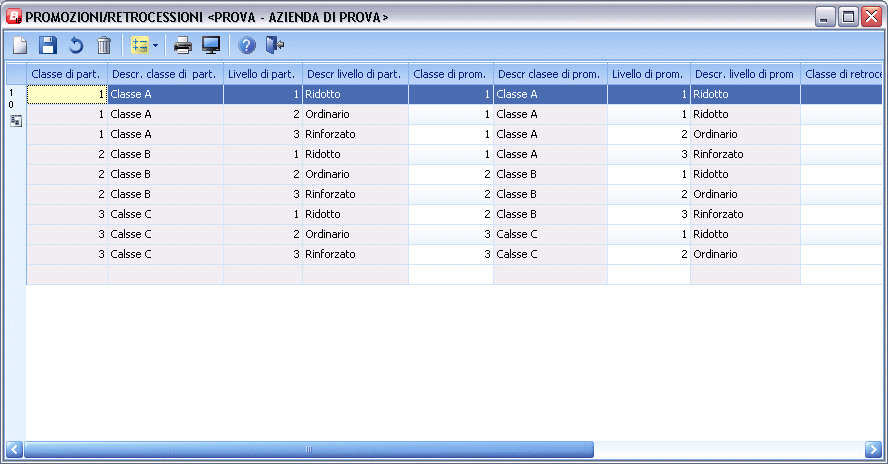 PROMOZIONI/RETROCESSIONI <PROVA - AZIENDA DI PROVA>
Classe di part. Descr. classe di part. Livello di part. Descr livello di part. Classe di prom. Descr clasee di prom. Livello di prom. Descr. livello di prom Classe di retroce
1 0
1 Classe A 1 Ridotto 1 Classe A 1 Ridotto
1 Classe A 2 Ordinario 1 Classe A 1 Ridotto
1 Classe A 3 Rinforzato 1 Classe A 2 Ordinario
2 Classe B 1 Ridotto 1 Classe A 3 Rinforzato
2 Classe B 2 Ordinario 2 Classe B 1 Ridotto
2 Classe B 3 Rinforzato 2 Classe B 2 Ordinario
3 Calsse C 1 Ridotto 2 Classe B 3 Rinforzato
3 Calsse C 2 Ordinario 3 Calsse C 1 Ridotto
3 Calsse C 3 Rinforzato 3 Calsse C 2 Ordinario